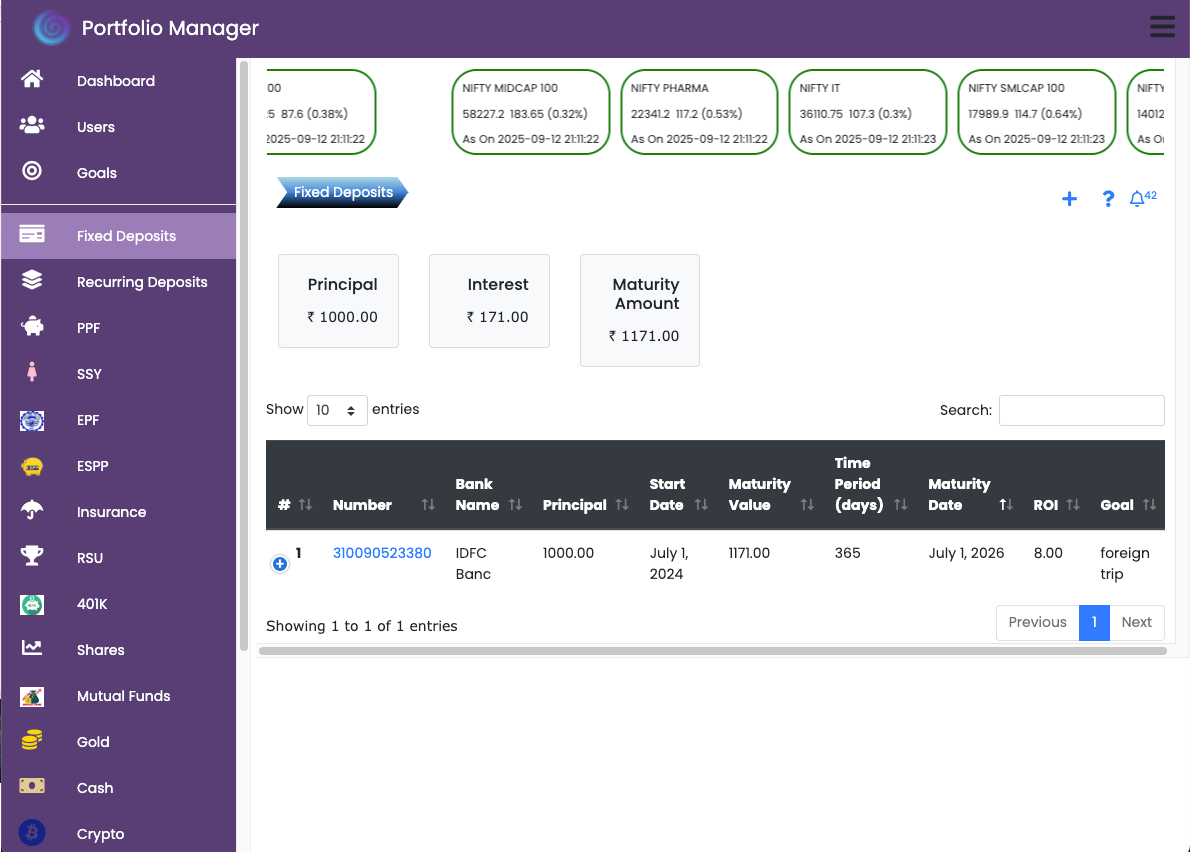 Portfolio Manager
Dashboard
Users
Goals
Fixed Deposits
Recurring Deposits
PPF
SSY
EPF
ESPP
Insurance
RSU
401K
Shares
Mutual Funds
Gold
Cash
Crypto
00
5 87.6 (0.38%)
2025-09-12 21:11:22
NIFTY MIDCAP 100
58227.2 183.65 (0.32%)
As On 2025-09-12 21:11:22
NIFTY PHARMA
22341.2 117.2 (0.53%)
As On 2025-09-12 21:11:22
NIFTY IT
36110.75 107.3 (0.3%)
As On 2025-09-12 21:11:23
NIFTY SMLCAP 100
17989.9 114.7 (0.64%)
As On 2025-09-12 21:11:23
NIFTY
14012
As O
Fixed Deposits
42
Principal
₹ 1000.00
Interest
₹ 171.00
Maturity
Amount
₹ 1171.00
Show 10 entries
Search:
# Number Bank Name Principal Start Date Maturity Value Time Period (days) Maturity Date ROI Goal
1 310090523380 IDFC Banc 1000.00 July 1, 2024 1171.00 365 July 1, 2026 8.00 foreign trip
Showing 1 to 1 of 1 entries
Previous 1 Next